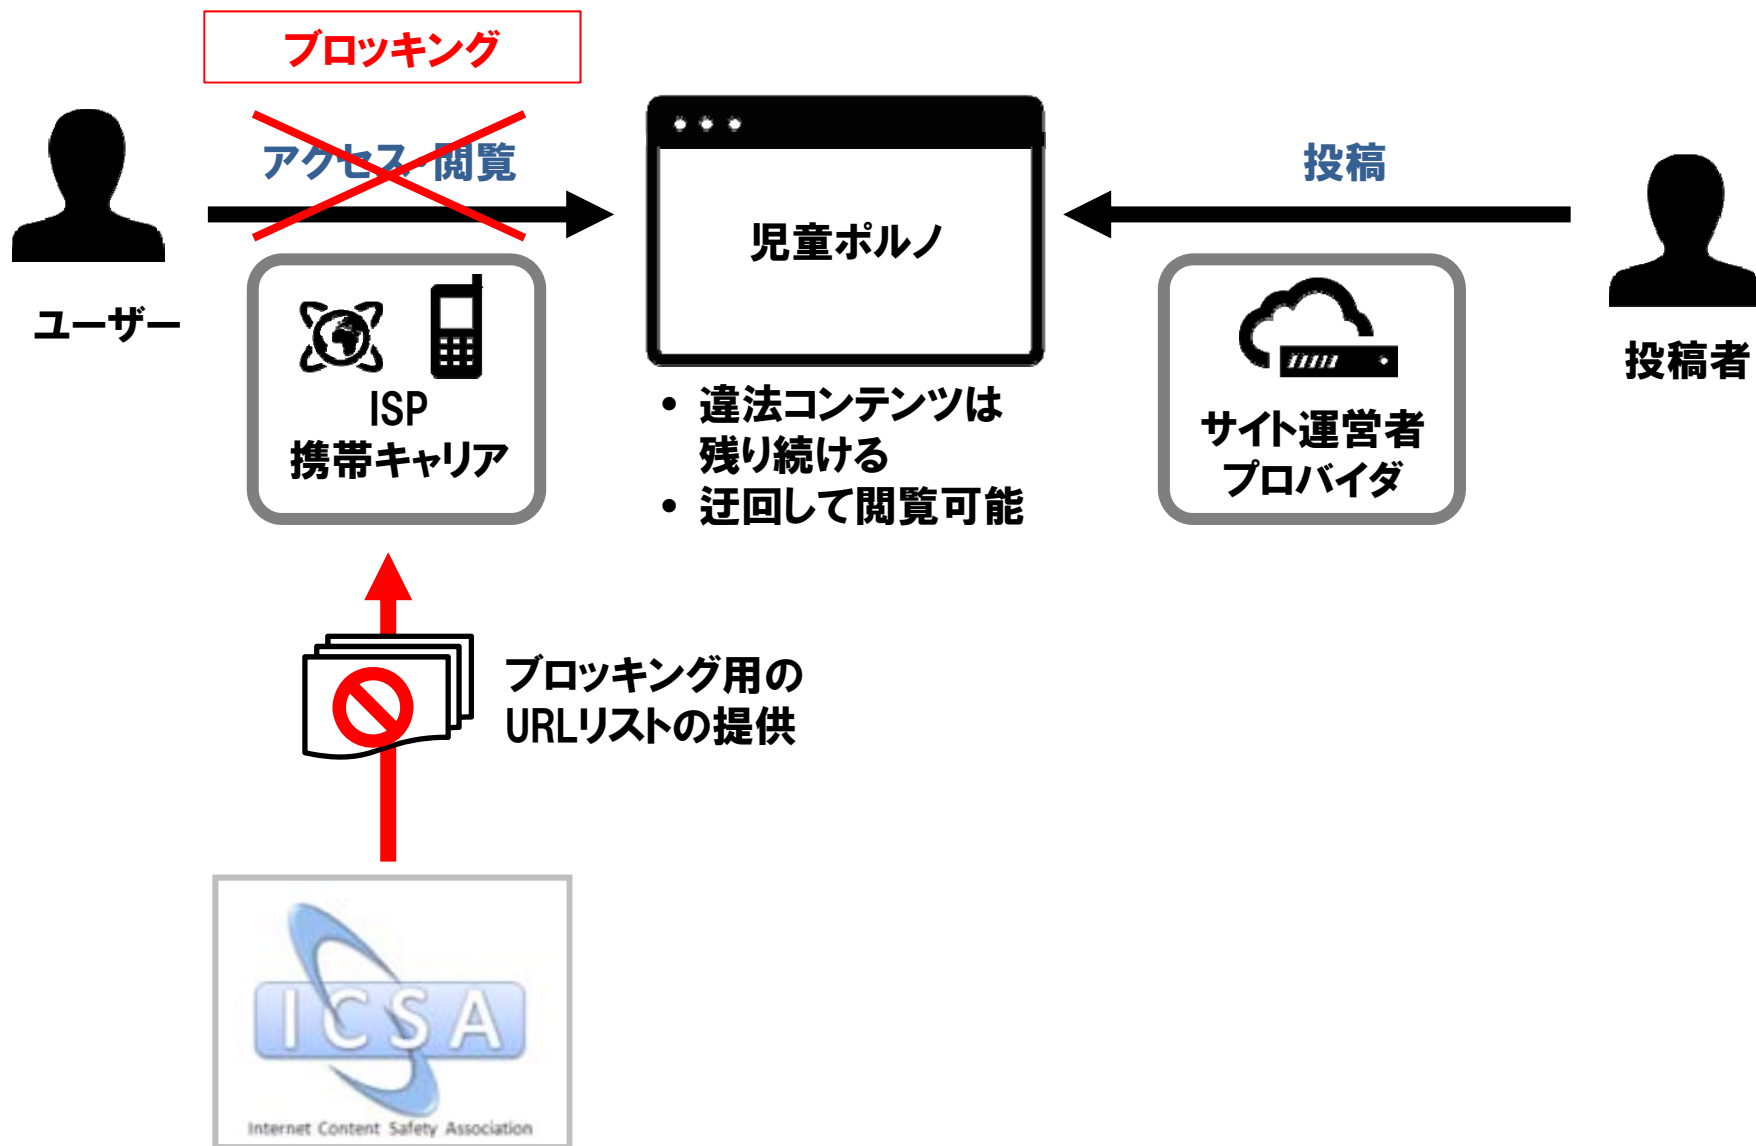 ブロッキング
アクセス・閲覧
投稿
児童ポルノ
ユーザー
投稿者
ISP
携帯キャリア
・違法コンテンツは
残り続ける
・迂回して閲覧可能
サイト運営者
プロバイダ
ブロッキング用の
URLリストの提供
ICSA
Internet Content Safety Association